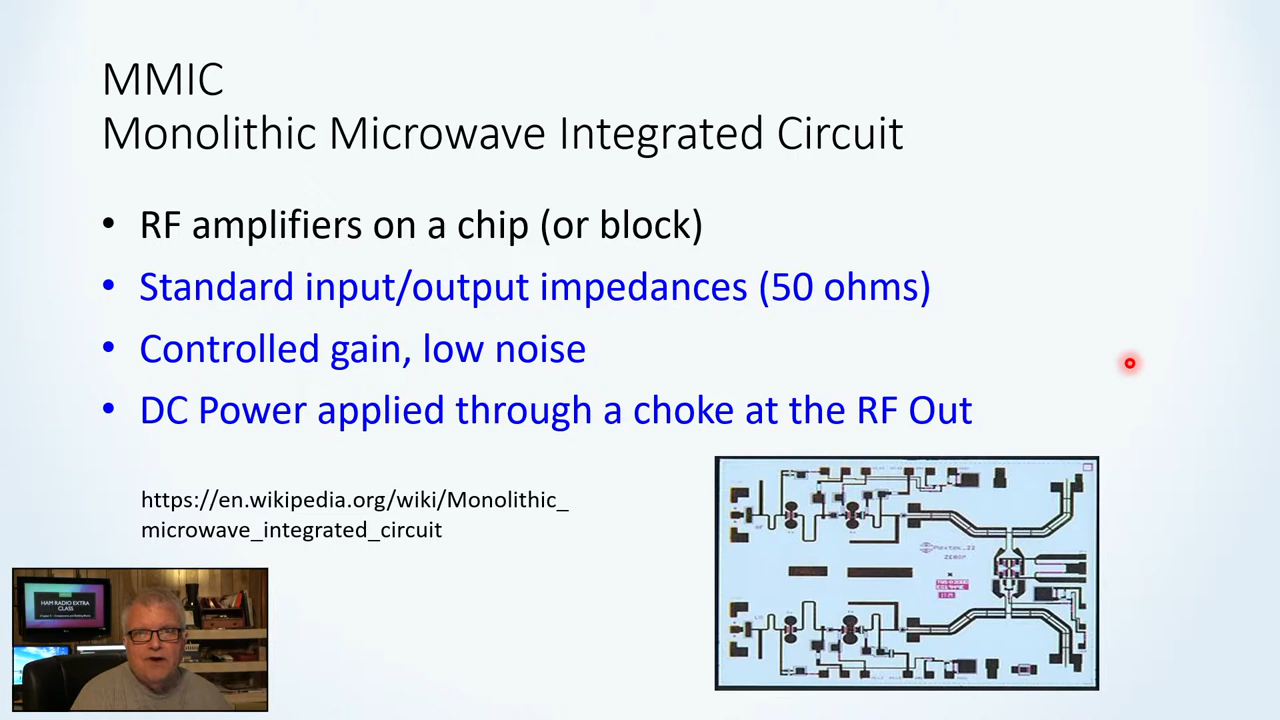 MMIC
Monolithic Microwave Integrated Circuit
• RF amplifiers on a chip (or block)
• Standard input/output impedances (50 ohms)
• Controlled gain, low noise
• DC Power applied through a choke at the RF Out
https://en.wikipedia.org/wiki/Monolithic_
microwave_integrated_circuit
HAM RADIO EXTRA
CLASS